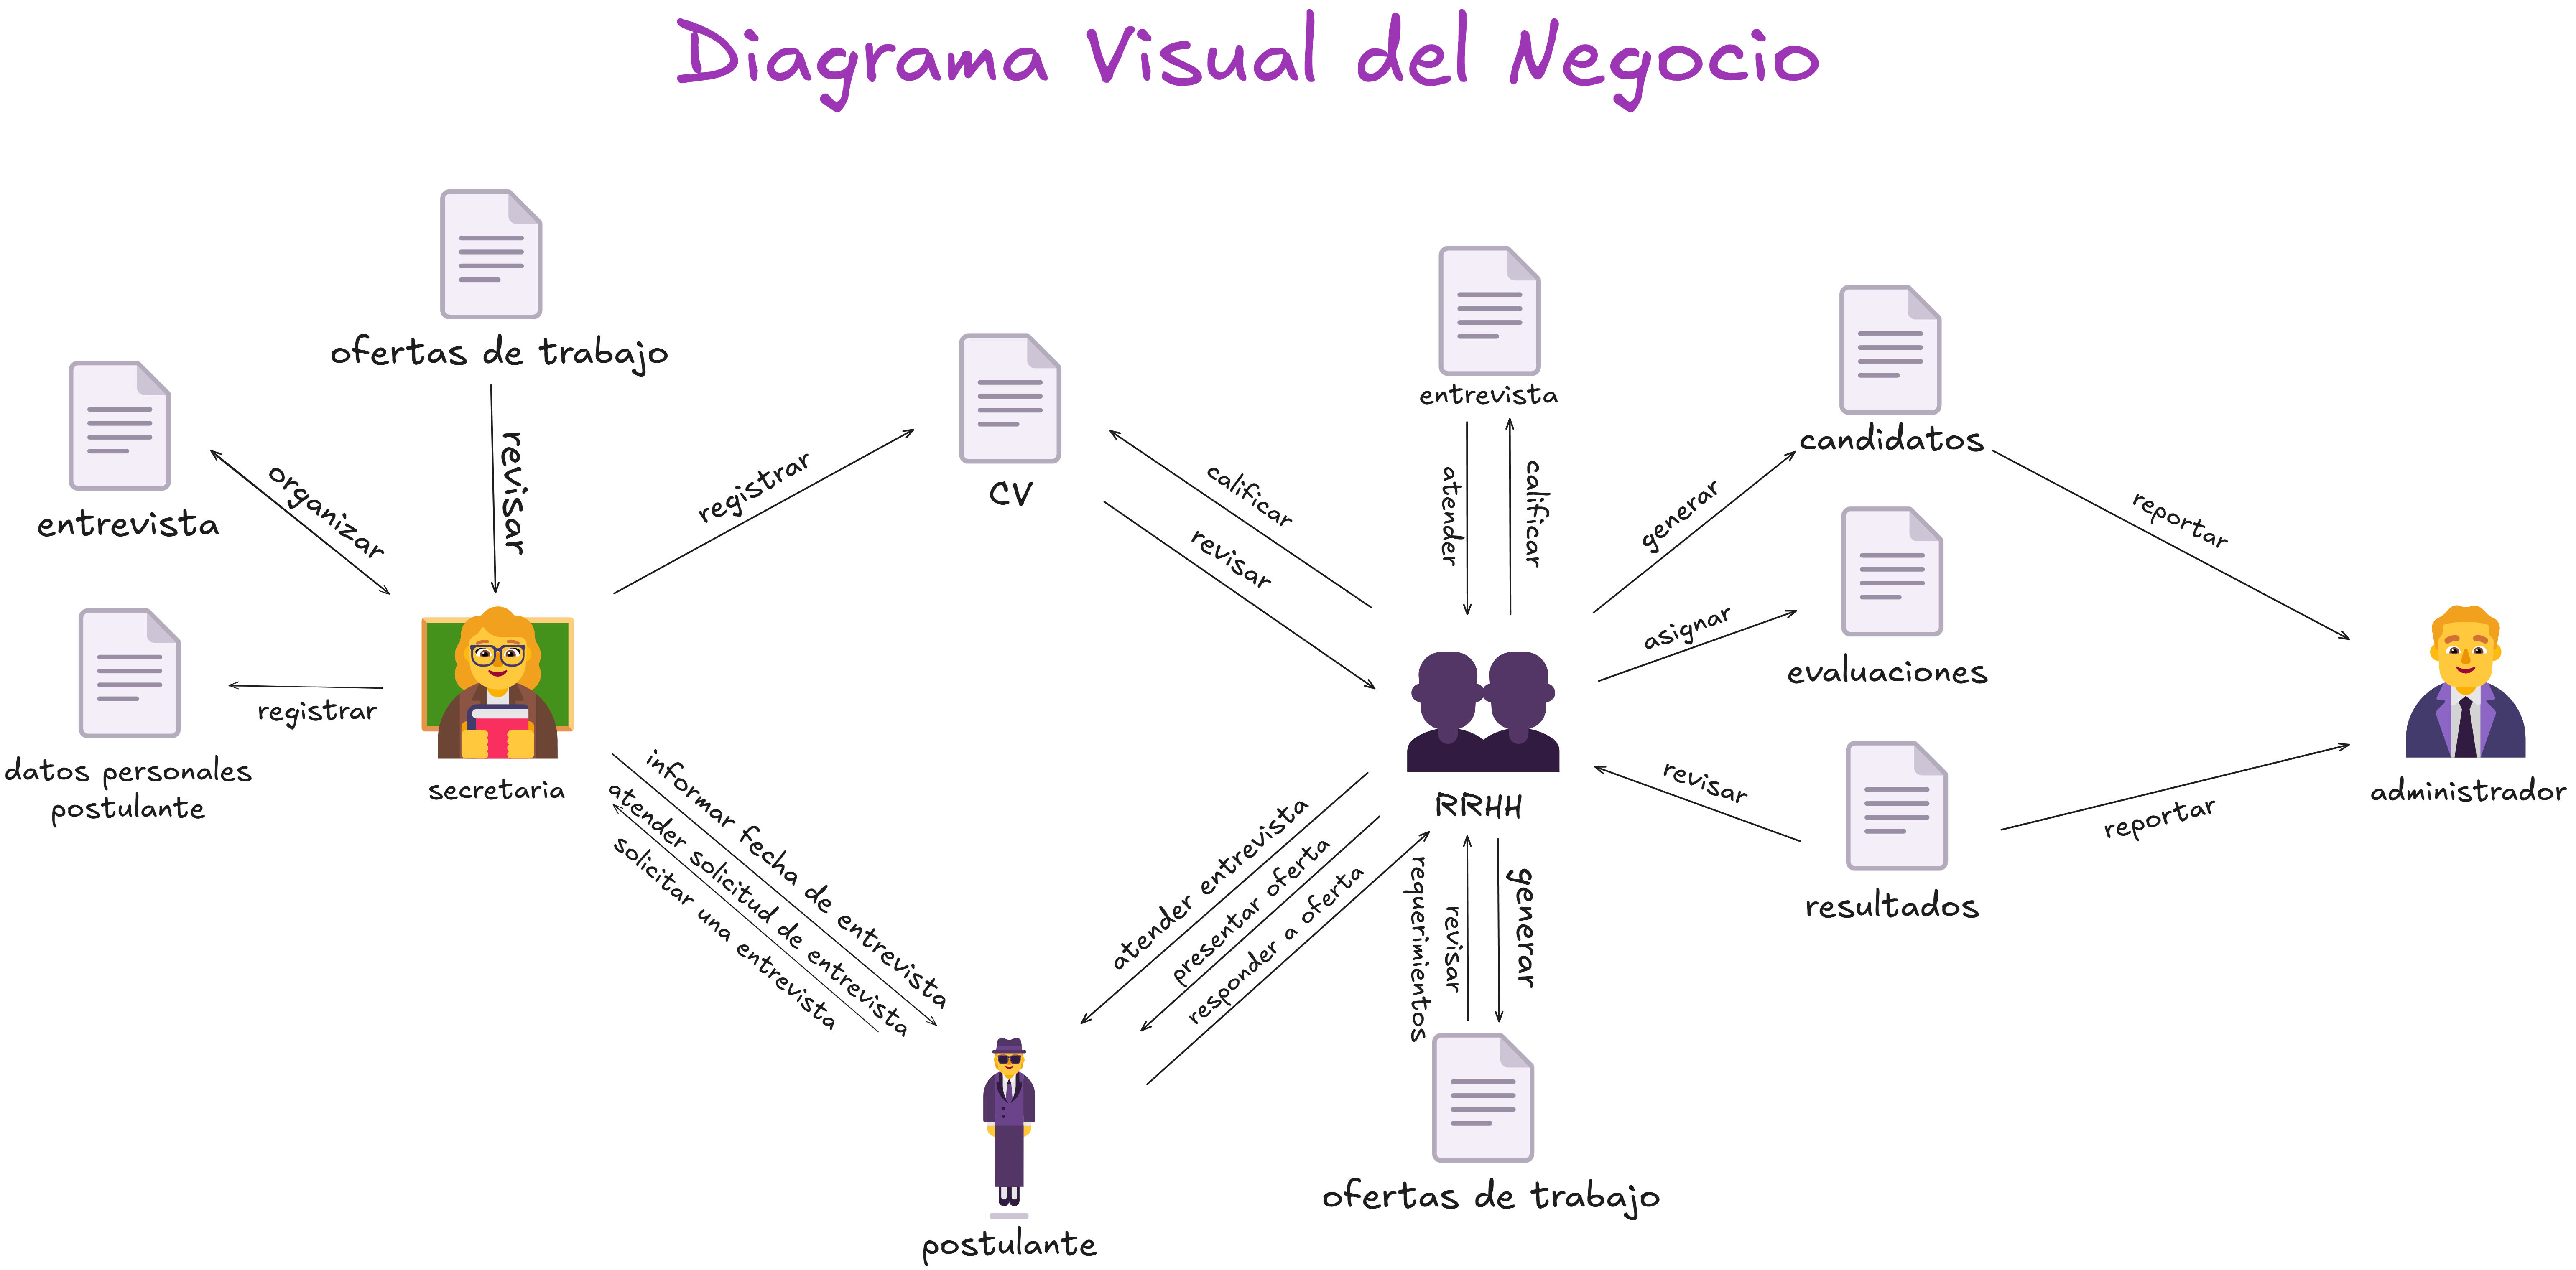 Diagrama Visual del Negocio
ofertas de trabajo
revisar
entrevista
organizar
registrar
CV
calificar
revisar
entrevista
atender
calificar
generar
candidatos
reportar
asignar
evaluaciones
registrar
datos personales
postulante
secretaria
informar fecha de entrevista
atender solicitud de entrevista
solicitar una entrevista
RRHH
atender entrevista
presentar oferta
responder a oferta
requerimientos
revisar
generar
revisar
resultados
reportar
administrador
postulante
ofertas de trabajo